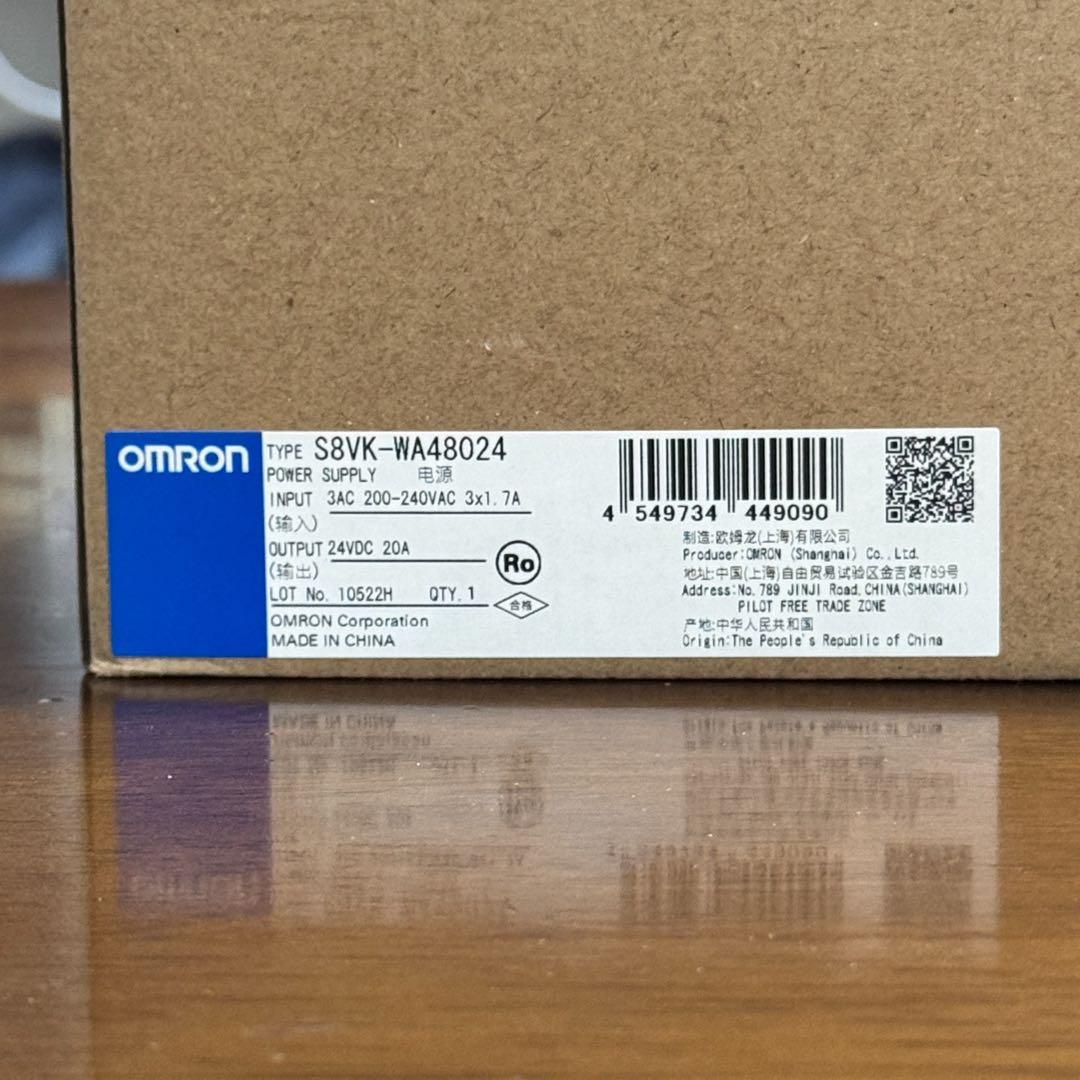 OMRON
TYPE S8VK-WA48024
POWER SUPPLY 电源
INPUT 3AC 200-240VAC 3x1.7A
(输入)
OUTPUT 24VDC 20A
(输出)
Ro
LOT No. 10522H QTY. 1
合格
OMRON Corporation
MADE IN CHINA
4 549734 449090
制造:欧姆龙(上海)有限公司
Producer:OMRON (Shanghai) Co., Ltd.
地址:中国(上海)自由贸易试验区金吉路789号
Address:No. 789 JINJI Road, CHINA(SHANGHAI)
PILOT FREE TRADE ZONE
产地:中华人民共和国
Origin:The People's Republic of China